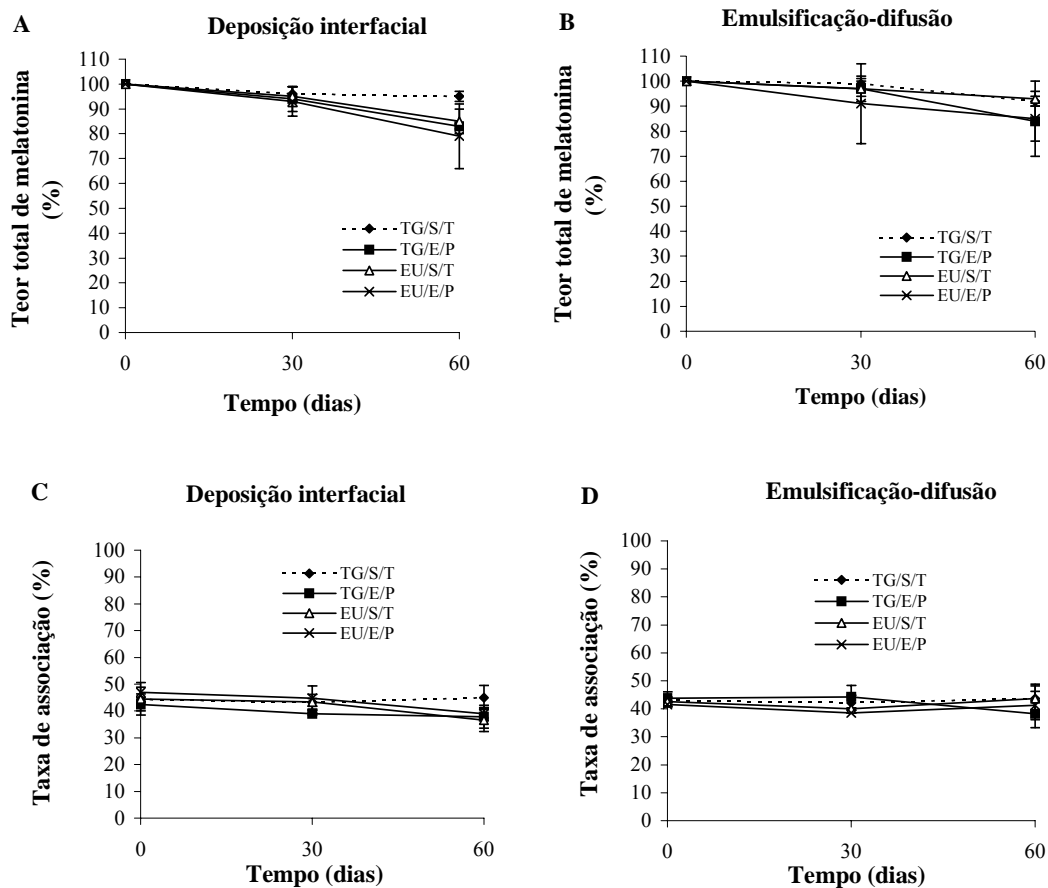 A
Deposição interfacial
Teor total de melatonina
(%)
110
100
90
80
70
60
50
40
30
20
10
0
TG/S/T
TG/E/P
EU/S/T
EU/E/P
0
30
60
Tempo (dias)
B
Emulsificação-difusão
Teor total de melatonina
(%)
110
100
90
80
70
60
50
40
30
20
10
0
TG/S/T
TG/E/P
EU/S/T
EU/E/P
0
30
60
Tempo (dias)
C
Deposição interfacial
Taxa de associação (%)
100
90
80
70
60
50
40
30
20
10
0
TG/S/T
TG/E/P
EU/S/T
EU/E/P
0
30
60
Tempo (dias)
D
Emulsificação-difusão
Taxa de associação (%)
100
90
80
70
60
50
40
30
20
10
0
TG/S/T
TG/E/P
EU/S/T
EU/E/P
0
30
60
Tempo (dias)